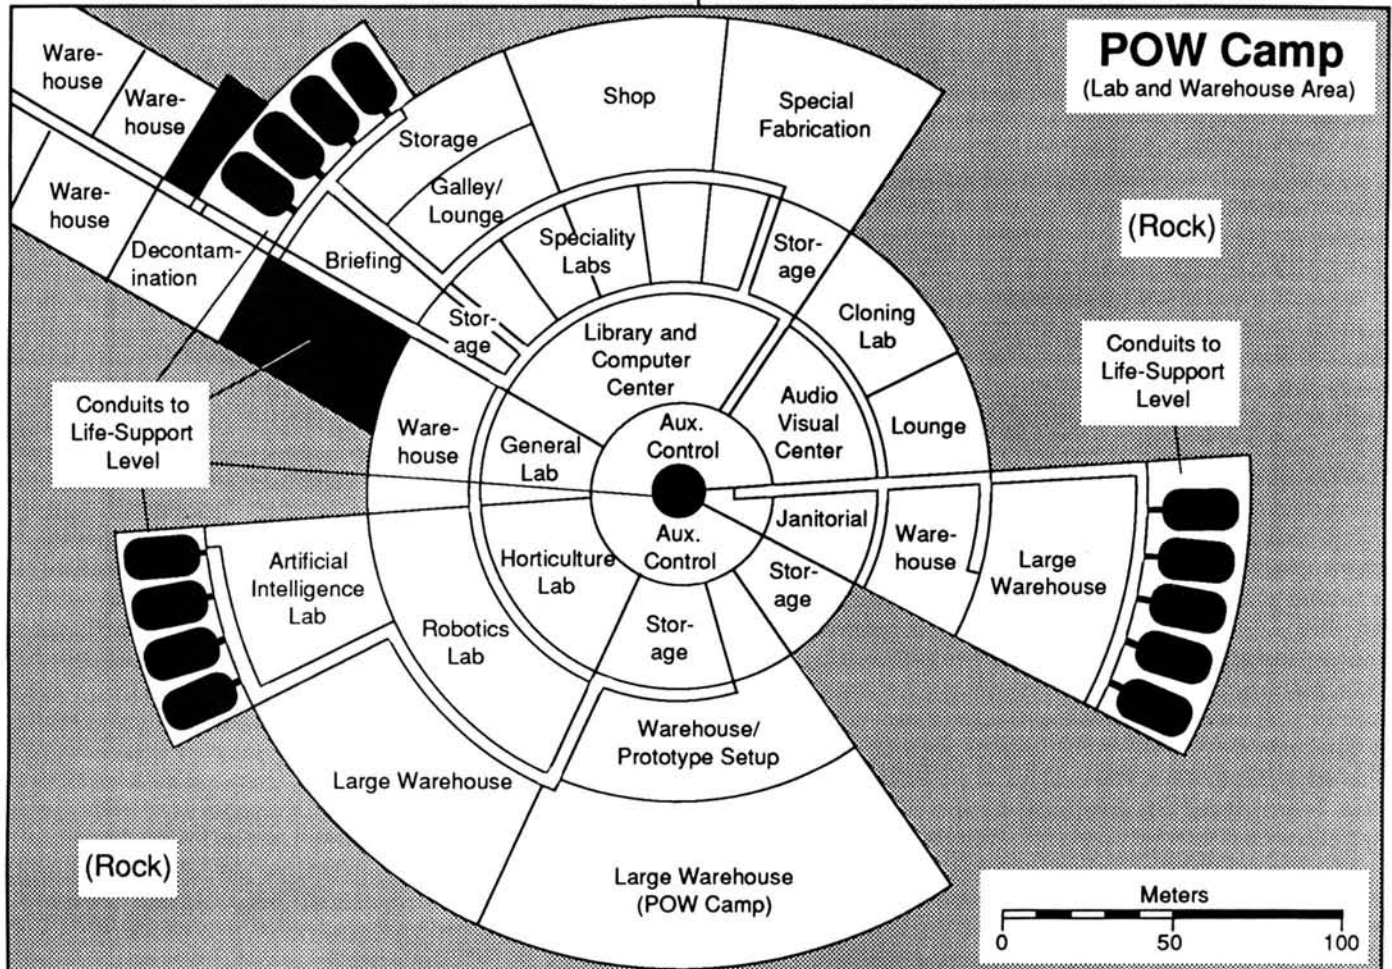 POW Camp
(Lab and Warehouse Area)
Ware-
house
Ware-
house
Ware-
house
Decontam-
ination
Storage
Galley/
Lounge
Briefing
Stor-
age
Shop
Special
Fabrication
Speciality
Labs
Stor-
age
(Rock)
Cloning
Lab
Library and
Computer
Center
Conduits to
Life-Support
Level
Conduits to
Life-Support
Level
Ware-
house
General
Lab
Aux.
Control
Audio
Visual
Center
Lounge
Aux.
Control
Janitorial
Ware-
house
Large
Warehouse
Artificial
Intelligence
Lab
Horticulture
Lab
Stor-
age
Robotics
Lab
Stor-
age
Warehouse/
Prototype Setup
Large Warehouse
(Rock)
Large Warehouse
(POW Camp)
Meters
0 50 100